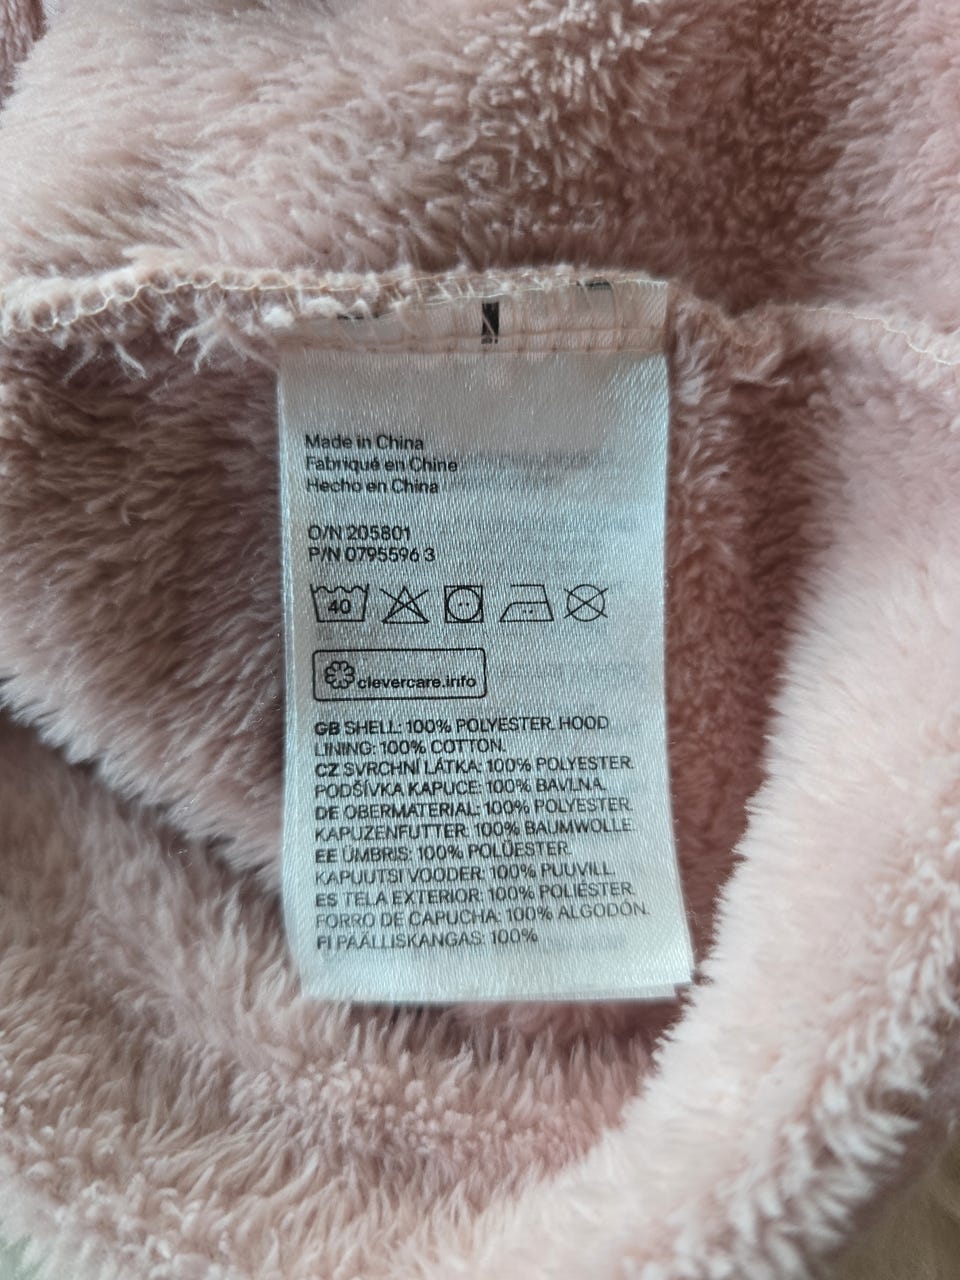 Made in China
Fabriqué en Chine
Hecho en China
O/N 205801
P/N 0795596 3
40
clevercare.info
GB SHELL: 100% POLYESTER. HOOD
LINING: 100% COTTON.
CZ SVRCHNÍ LÁTKA: 100% POLYESTER.
PODŠÍVKA KAPUCE: 100% BAVLNA.
DE OBERMATERIAL: 100% POLYESTER.
KAPUZENFUTTER: 100% BAUMWOLLE.
EE ÜMBRIS: 100% POLÜESTER.
KAPUUTSI VOODER: 100% PUUVILL.
ES TELA EXTERIOR: 100% POLIÉSTER.
FORRO DE CAPUCHA: 100% ALGODÓN.
FI PÄÄLLISKANGAS: 100%